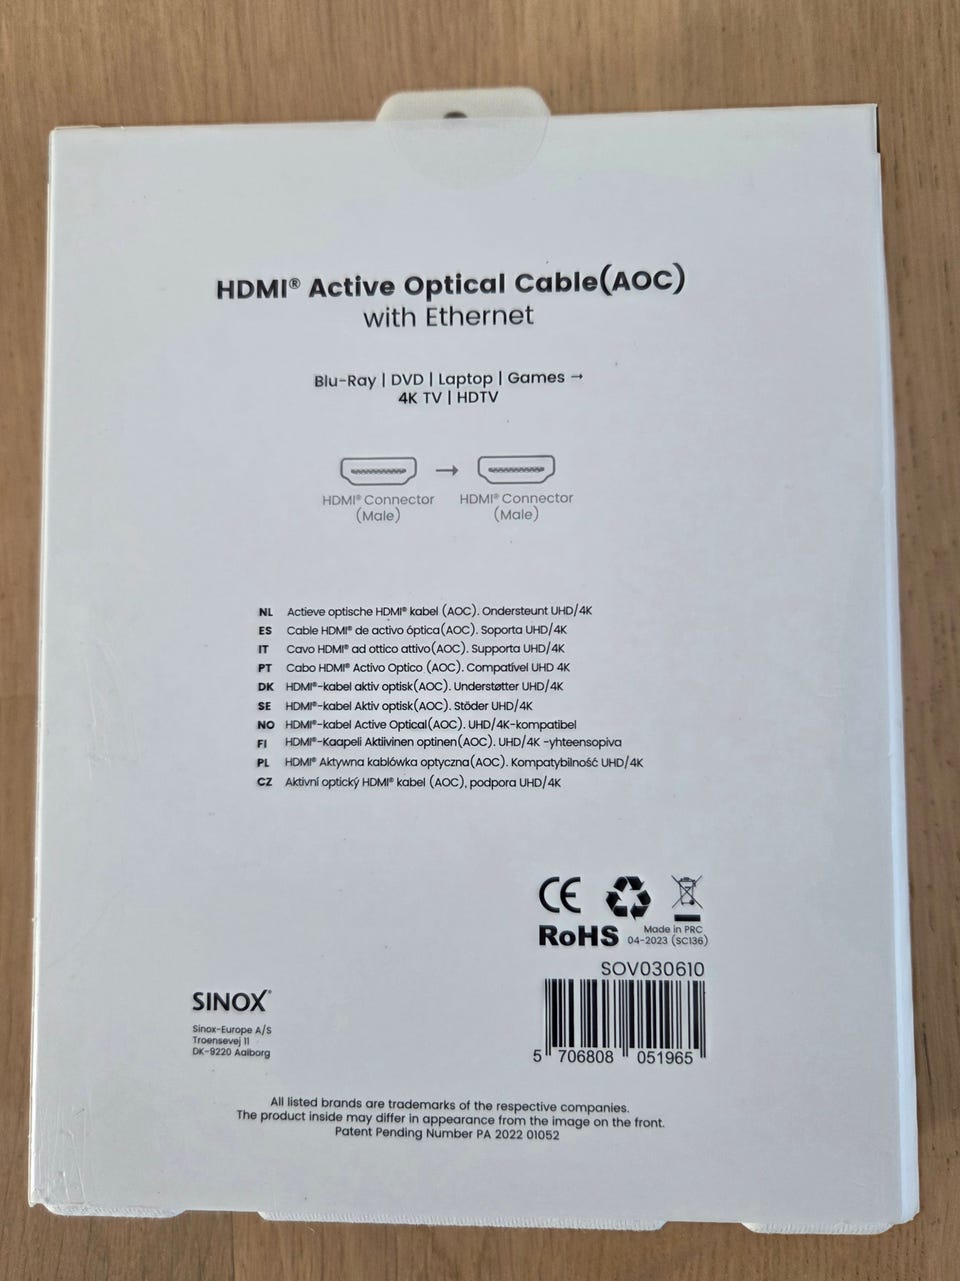 HDMI® Active Optical Cable(AOC)
with Ethernet
Blu-Ray | DVD | Laptop | Games →
4K TV | HDTV
HDMI® Connector
(Male)
→
HDMI® Connector
(Male)
NL Actieve optische HDMI® kabel (AOC). Ondersteunt UHD/4K
ES Cable HDMI® de activo óptica(AOC). Soporta UHD/4K
IT Cavo HDMI® ad ottico attivo(AOC). Supporta UHD/4K
PT Cabo HDMI® Activo Optico (AOC). Compatível UHD 4K
DK HDMI®-kabel aktiv optisk(AOC). Understøtter UHD/4K
SE HDMI®-kabel Aktiv optisk(AOC). Stöder UHD/4K
NO HDMI®-kabel Active Optical(AOC). UHD/4K-kompatibel
FI HDMI®-Kaapeli Aktiivinen optinen(AOC). UHD/4K -yhteensopiva
PL HDMI® Aktywna kablówka optyczna(AOC). Kompatybilność UHD/4K
CZ Aktivní optický HDMI® kabel (AOC), podpora UHD/4K
CE
RoHS
Made in PRC
04-2023 (SC136)
SOV030610
5 706808 051965
SINOX®
Sinox-Europe A/S
Troensevej 11
DK-9220 Aalborg
All listed brands are trademarks of the respective companies.
The product inside may differ in appearance from the image on the front.
Patent Pending Number PA 2022 01052